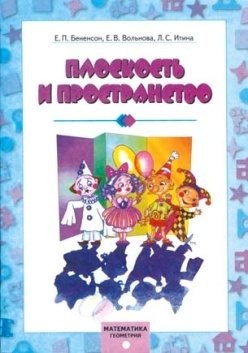 Е. П. Бененсон, Е. В. Вольнова, Л. С. Итина
ПЛОСКОСТЬ
И ПРОСТРАНСТВО
МАТЕМАТИКА
ГЕОМЕТРИЯ